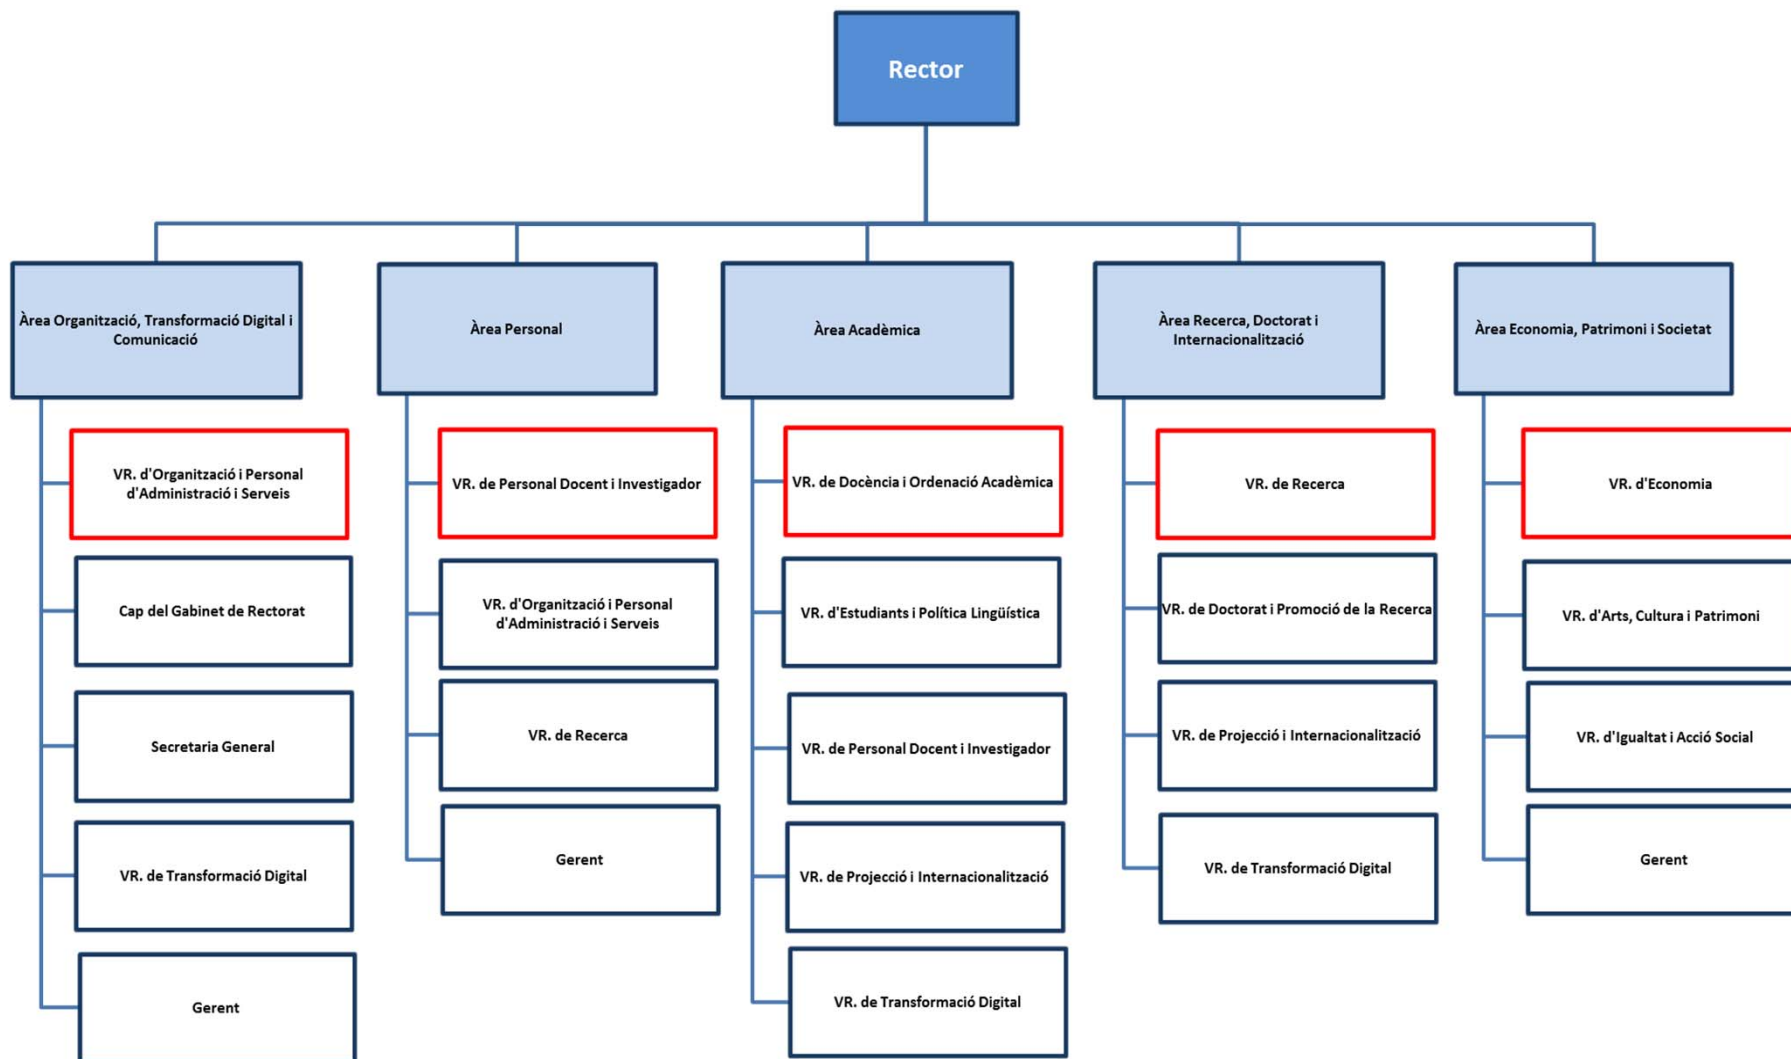 Rector
Àrea Organització, Transformació Digital i
Comunicació
Àrea Personal
Àrea Acadèmica
Àrea Recerca, Doctorat i
Internacionalització
Àrea Economia, Patrimoni i Societat
VR. d'Organització i Personal
d'Administració i Serveis
Cap del Gabinet de Rectorat
Secretaria General
VR. de Transformació Digital
Gerent
VR. de Personal Docent i Investigador
VR. d'Organització i Personal
d'Administració i Serveis
VR. de Recerca
Gerent
VR. de Docència i Ordenació Acadèmica
VR. d'Estudiants i Política Lingüística
VR. de Personal Docent i Investigador
VR. de Projecció i Internacionalització
VR. de Transformació Digital
VR. de Recerca
VR. de Doctorat i Promoció de la Recerca
VR. de Projecció i Internacionalització
VR. de Transformació Digital
VR. d'Economia
VR. d'Arts, Cultura i Patrimoni
VR. d'Igualtat i Acció Social
Gerent